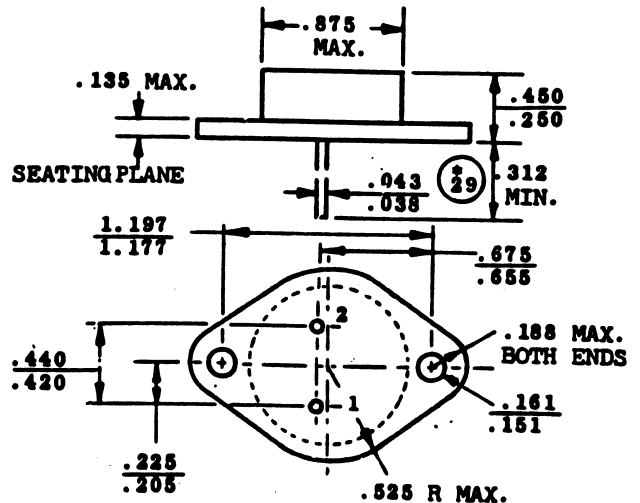 .875
MAX.
.135 MAX.
.450
.250
SEATING PLANE
.043
.038
*
29
.312
MIN.
1.197
1.177
.675
.655
2
.188 MAX.
BOTH ENDS
.440
.420
1
.161
.151
.225
.205
.525 R MAX.